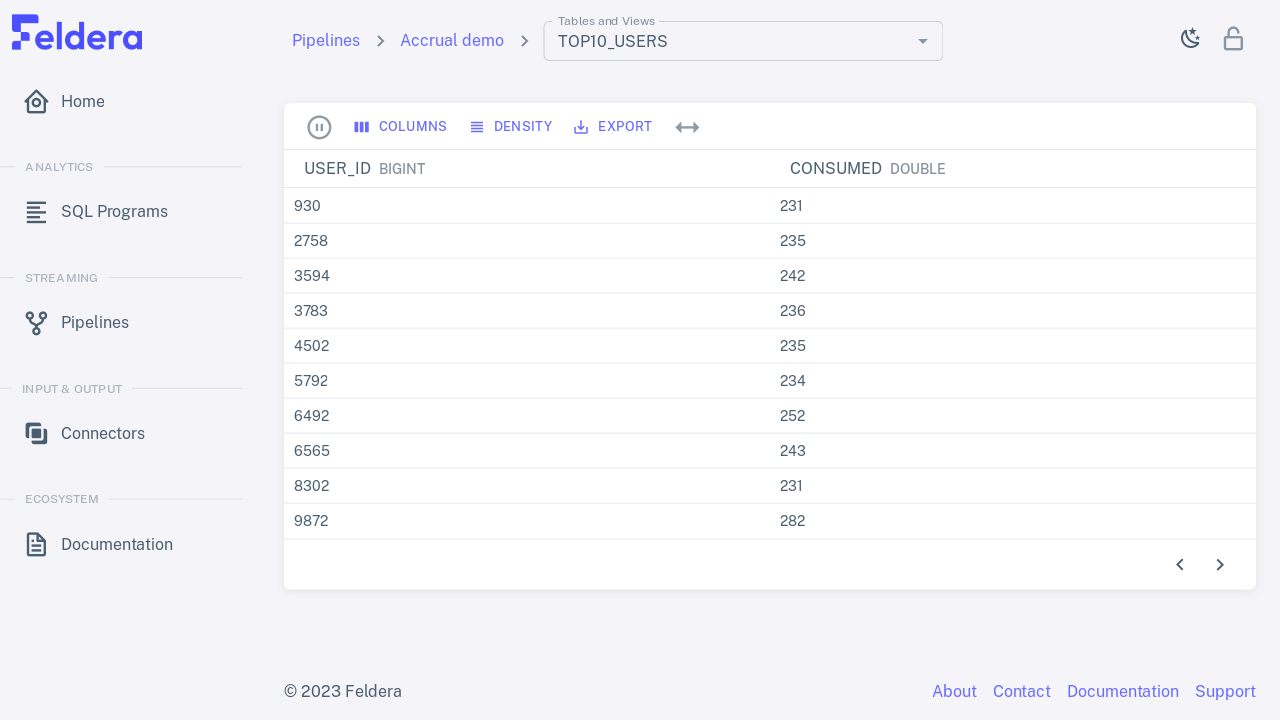 Feldera
Pipelines > Accrual demo >
Tables and Views
TOP10_USERS
Home
ANALYTICS
SQL Programs
STREAMING
Pipelines
INPUT & OUTPUT
Connectors
ECOSYSTEM
Documentation
COLUMNS DENSITY EXPORT
USER_ID BIGINT CONSUMED DOUBLE
930 231
2758 235
3594 242
3783 236
4502 235
5792 234
6492 252
6565 243
8302 231
9872 282
© 2023 Feldera
About Contact Documentation Support